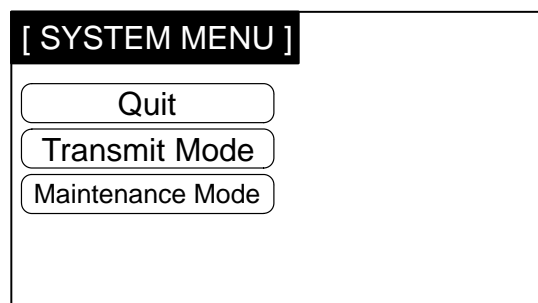 [ SYSTEM MENU ]
Quit
Transmit Mode
Maintenance Mode